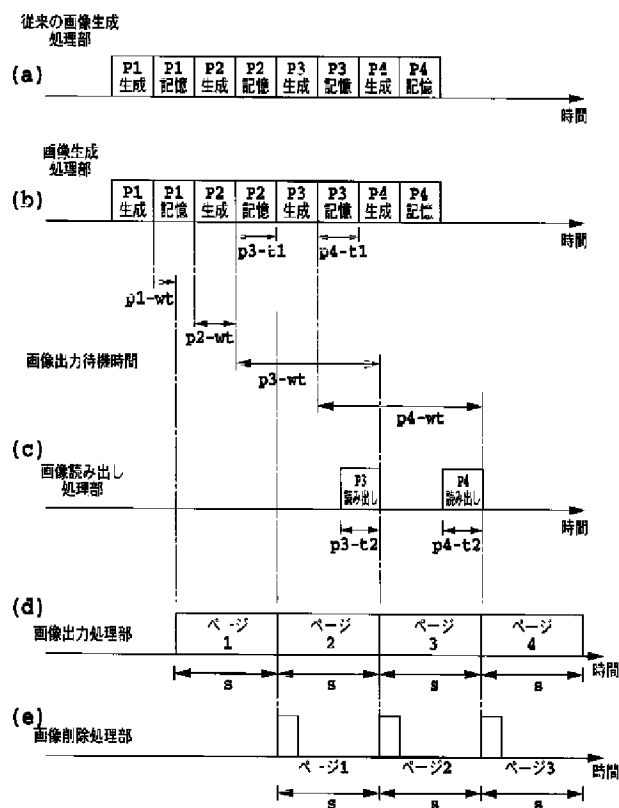 従来の画像生成
処理部
(a)
P1 P1 P2 P2 P3 P3 P4 P4
生成 記憶 生成 記憶 生成 記憶 生成 記憶
時間
画像生成
処理部
(b)
P1 P1 P2 P2 P3 P3 P4 P4
生成 記憶 生成 記憶 生成 記憶 生成 記憶
時間
p3-t1 p4-t1
p1-wt
p2-wt
画像出力待機時間
p3-wt
p4-wt
(c)
画像読み出し
処理部
P3 P4
読み出し 読み出し
時間
p3-t2 p4-t2
(d)
画像出力処理部
ページ ページ ページ ページ
1 2 3 4
時間
s s s s
(e)
画像削除処理部
時間
ページ1 ページ2 ページ3
s s s